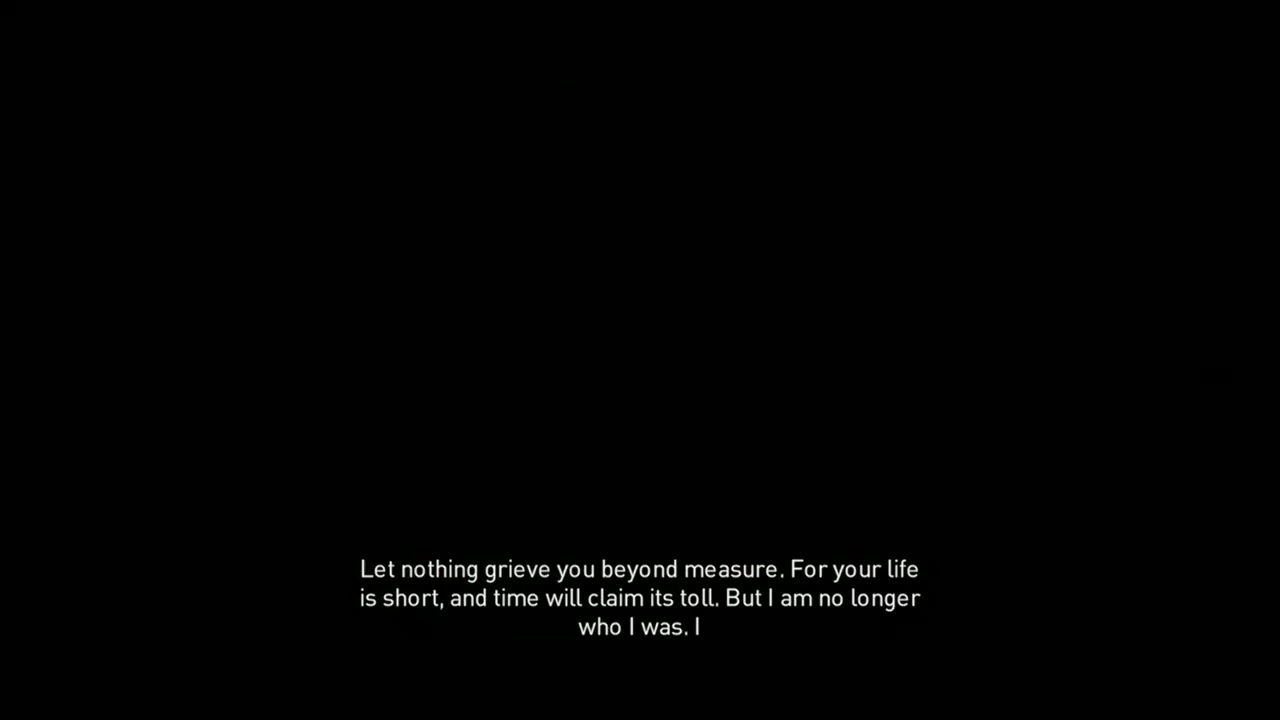 Let nothing grieve you beyond measure. For your life
is short, and time will claim its toll. But I am no longer
who I was. I